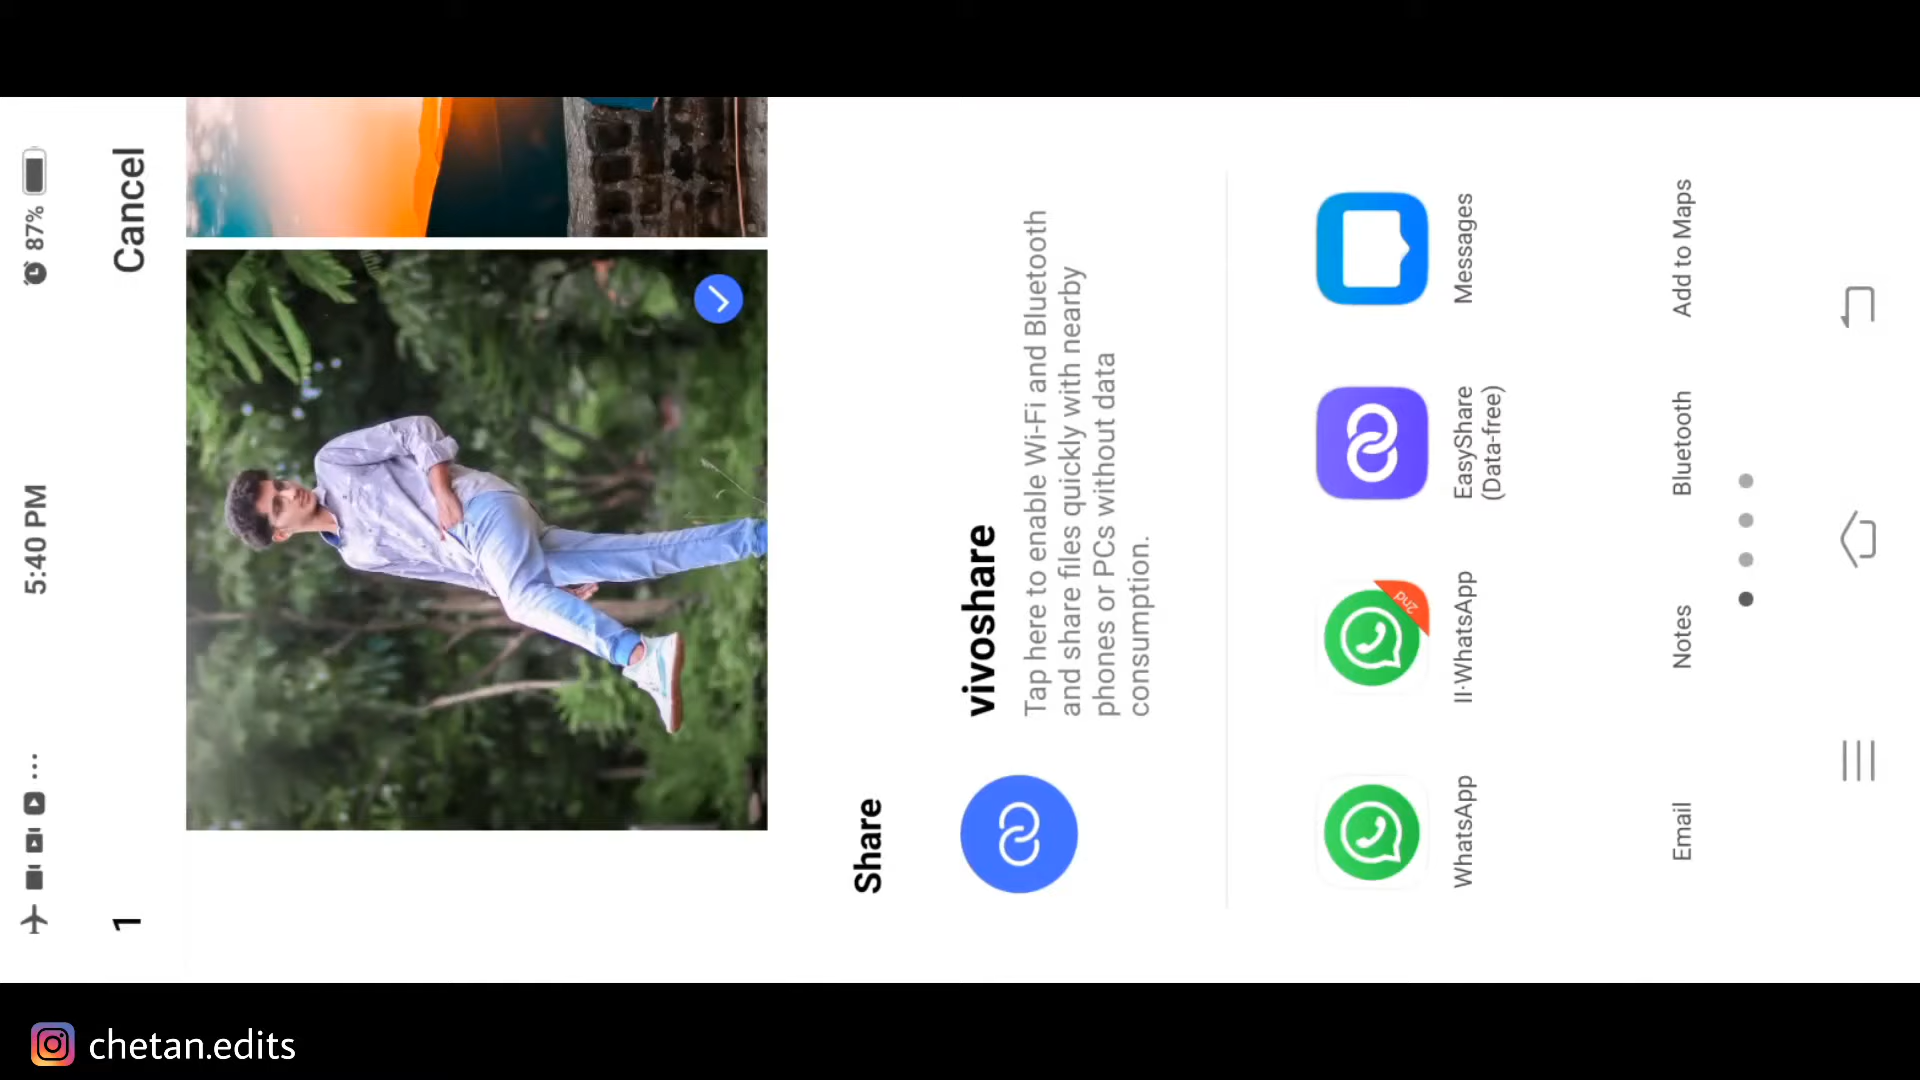 5:40 PM
87%
1
Cancel
Share
vivoshare
Tap here to enable Wi-Fi and Bluetooth
and share files quickly with nearby
phones or PCs without data
consumption.
2nd
WhatsApp
II·WhatsApp
EasyShare
(Data-free)
Messages
Email
Notes
Bluetooth
Add to Maps
chetan.edits